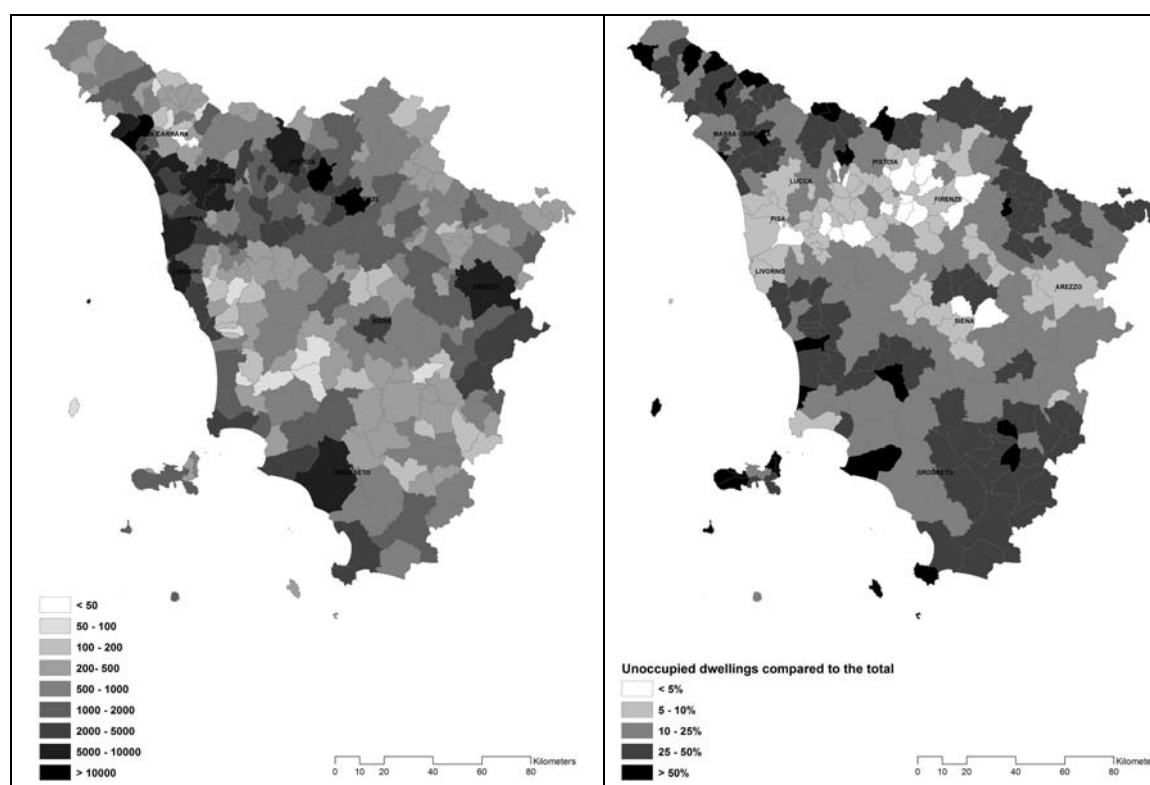 PISTOIA
SIENA
< 50
50 - 100
100 - 200
200- 500
500 - 1000
1000 - 2000
2000 - 5000
5000 - 10000
> 10000
Kilometers
0 10 20 40 60 80
MASSA CARRARA
PISTOIA
LUCCA
FIRENZE
PISA
LIVORNO
AREZZO
SIENA
GROSSETO
Unoccupied dwellings compared to the total
< 5%
5 - 10%
10 - 25%
25 - 50%
> 50%
Kilometers
0 10 20 40 60 80